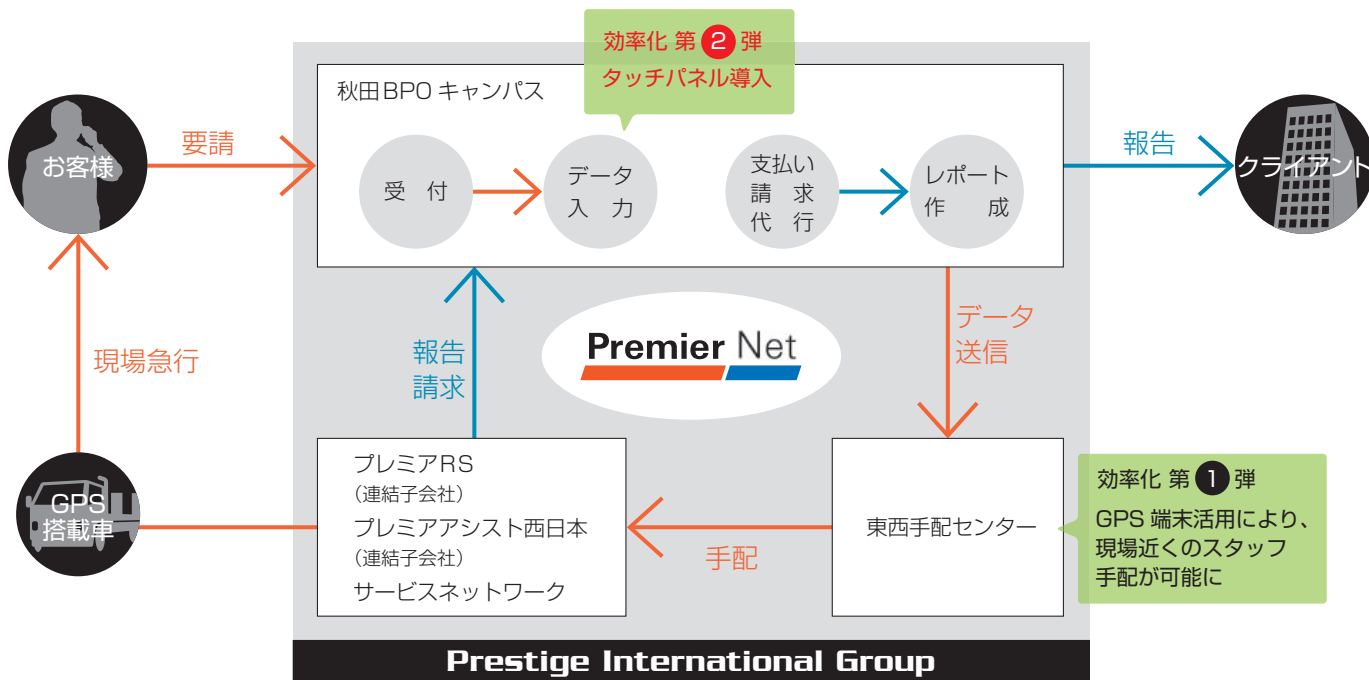 効率化 第 2 弾
タッチパネル導入
秋田BPO キャンパス
お客様
要請
受 付
データ
入 力
支払い
請 求
代 行
レポート
作 成
報告
クライアント
現場急行
報告
請求
Premier Net
データ
送信
GPS
搭載車
プレミアRS
（連結子会社）
プレミアアシスト西日本
（連結子会社）
サービスネットワーク
手配
東西手配センター
効率化 第 1 弾
GPS 端末活用により、
現場近くのスタッフ
手配が可能に
Prestige International Group